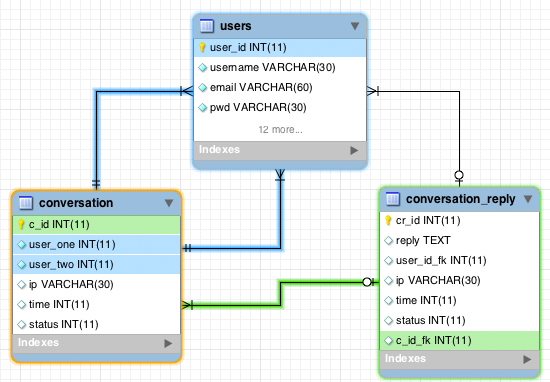 users
user_id INT(11)
username VARCHAR(30)
email VARCHAR(60)
pwd VARCHAR(30)
12 more...
Indexes
conversation
c_id INT(11)
user_one INT(11)
user_two INT(11)
ip VARCHAR(30)
time INT(11)
status INT(11)
Indexes
conversation_reply
cr_id INT(11)
reply TEXT
user_id_fk INT(11)
ip VARCHAR(30)
time INT(11)
status INT(11)
c_id_fk INT(11)
Indexes